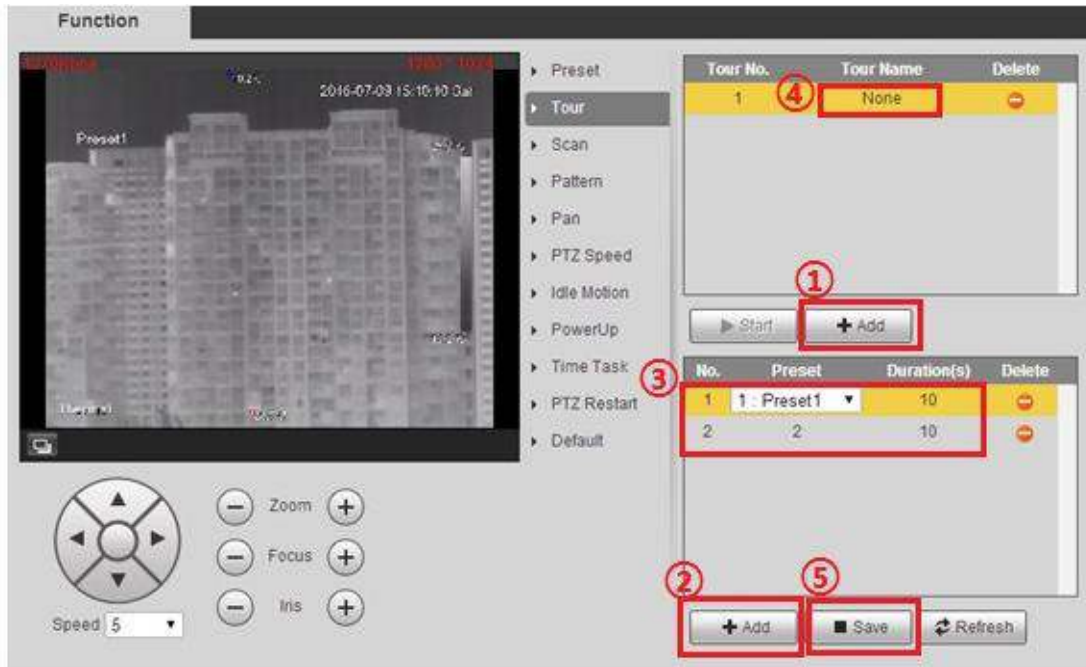 Function
2016-07-09 15:10:10 Sat
Preset1
Preset
Tour
Scan
Pattern
Pan
PTZ Speed
Idle Motion
PowerUp
Time Task
PTZ Restart
Default
Tour No. Tour Name Delete
1 ④ None
①
Start Add
③
No. Preset Duration(s) Delete
1 1 : Preset1 10
2 2 10
Zoom
Focus
Iris
Speed 5
② ⑤
Add Save Refresh